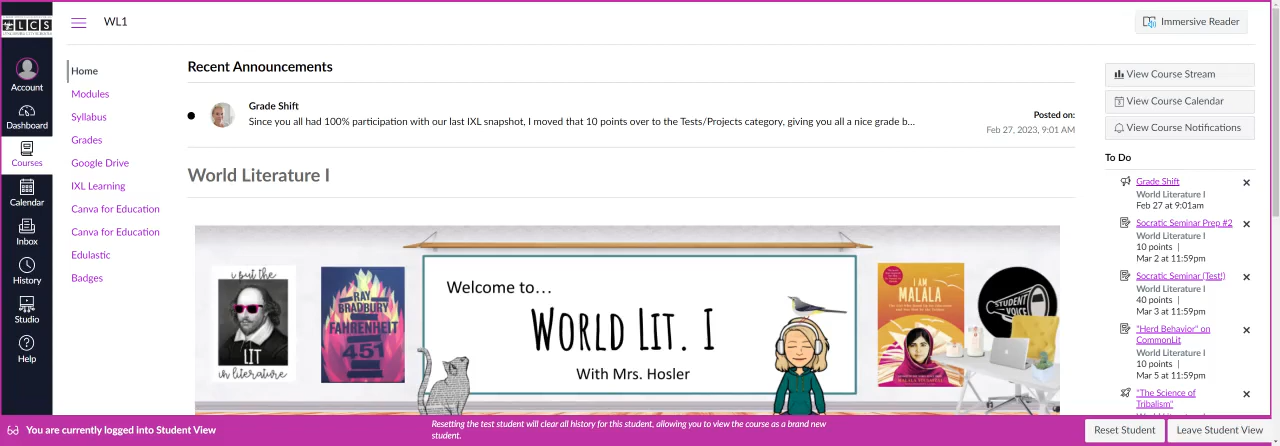 LCS
WL1
Immersive Reader
Account
Dashboard
Courses
Calendar
Inbox
History
Studio
Help
Home
Modules
Syllabus
Grades
Google Drive
IXL Learning
Canva for Education
Canva for Education
Edulastic
Badges
Recent Announcements
Grade Shift
Since you all had 100% participation with our last IXL snapshot, I moved that 10 points over to the Tests/Projects category, giving you all a nice grade b...
Posted on:
Feb 27, 2023, 9:01 AM
World Literature I
i put the
LIT
in literature
RAY
BRADBURY
FAHRENHEIT
451
Welcome to...
WORLD LIT. I
With Mrs. Hosler
I AM
MALALA
STUDENT
VOICE
View Course Stream
View Course Calendar
View Course Notifications
To Do
Grade Shift
World Literature I
Feb 27 at 9:01am
Socratic Seminar Prep #2
World Literature I
10 points |
Mar 2 at 11:59pm
Socratic Seminar (Test!)
World Literature I
40 points |
Mar 3 at 11:59pm
"Herd Behavior" on
CommonLit
World Literature I
10 points |
Mar 5 at 11:59pm
"The Science of
Tribalism"
You are currently logged into Student View
Resetting the test student will clear all history for this student, allowing you to view the course as a brand new
student.
Reset Student
Leave Student View